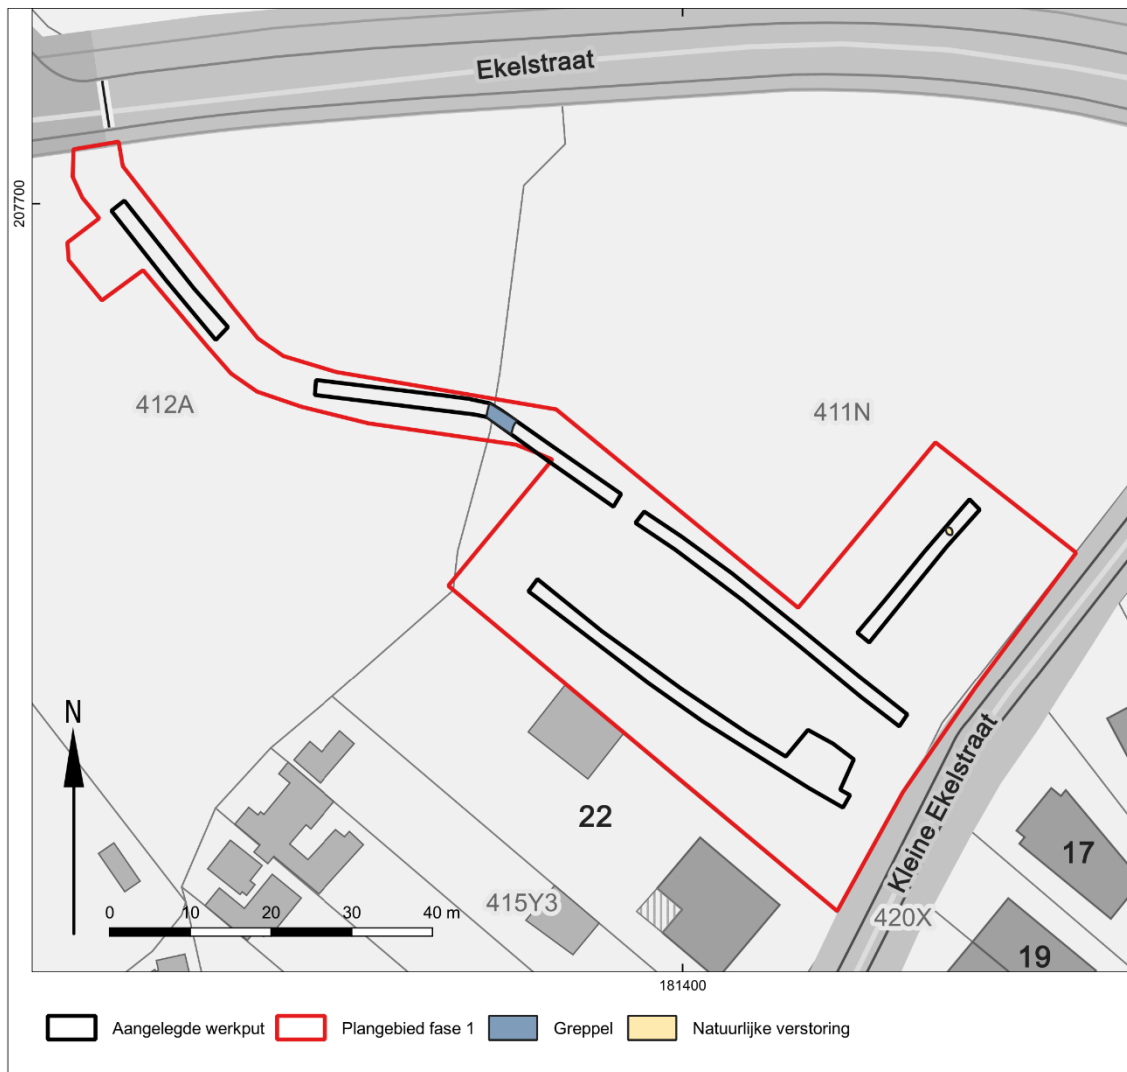 Ekelstraat
207700
412A
411N
N
22
17
Kleine Ekelstraat
415Y3
420X
0 10 20 30 40 m
19
181400
Aangelegde werkput Plangebied fase 1 Greppel Natuurlijke verstoring